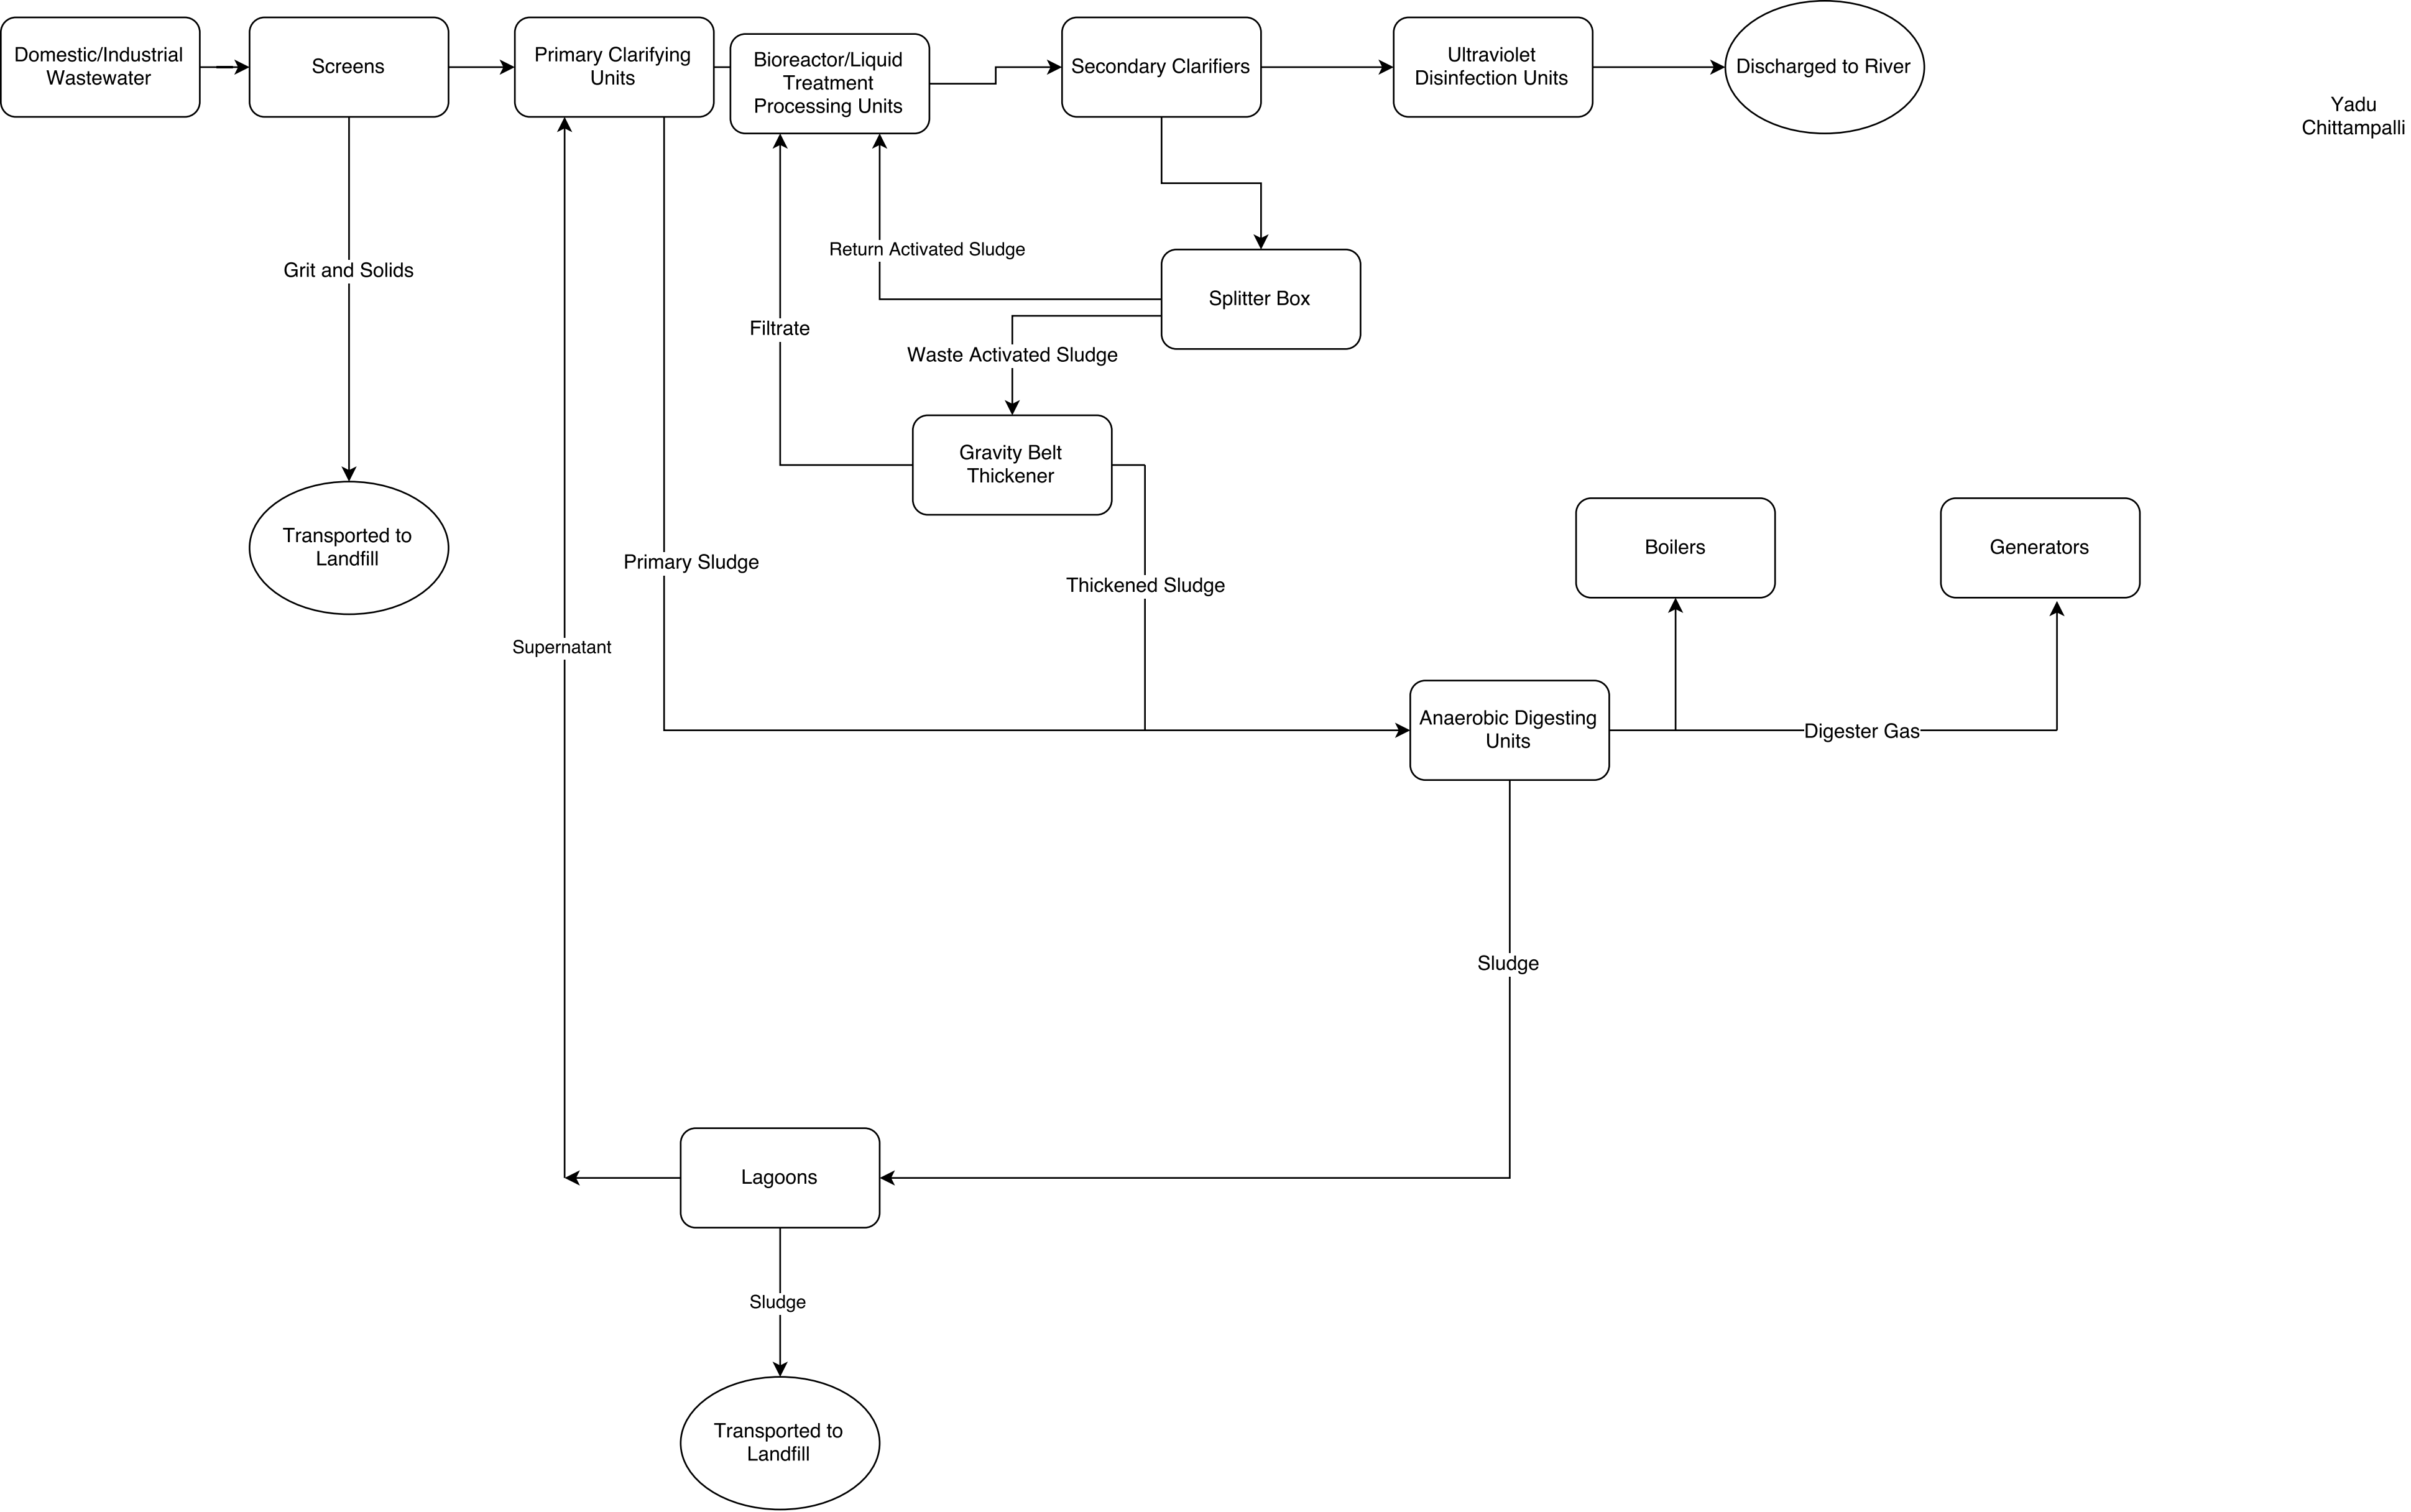 Domestic/Industrial
Wastewater
Screens
Primary Clarifying
Units
Bioreactor/Liquid
Treatment
Processing Units
Secondary Clarifiers
Ultraviolet
Disinfection Units
Discharged to River
Yadu
Chittampalli
Grit and Solids
Return Activated Sludge
Splitter Box
Filtrate
Waste Activated Sludge
Gravity Belt
Thickener
Transported to
Landfill
Primary Sludge
Thickened Sludge
Boilers
Generators
Supernatant
Anaerobic Digesting
Units
Digester Gas
Sludge
Lagoons
Sludge
Transported to
Landfill